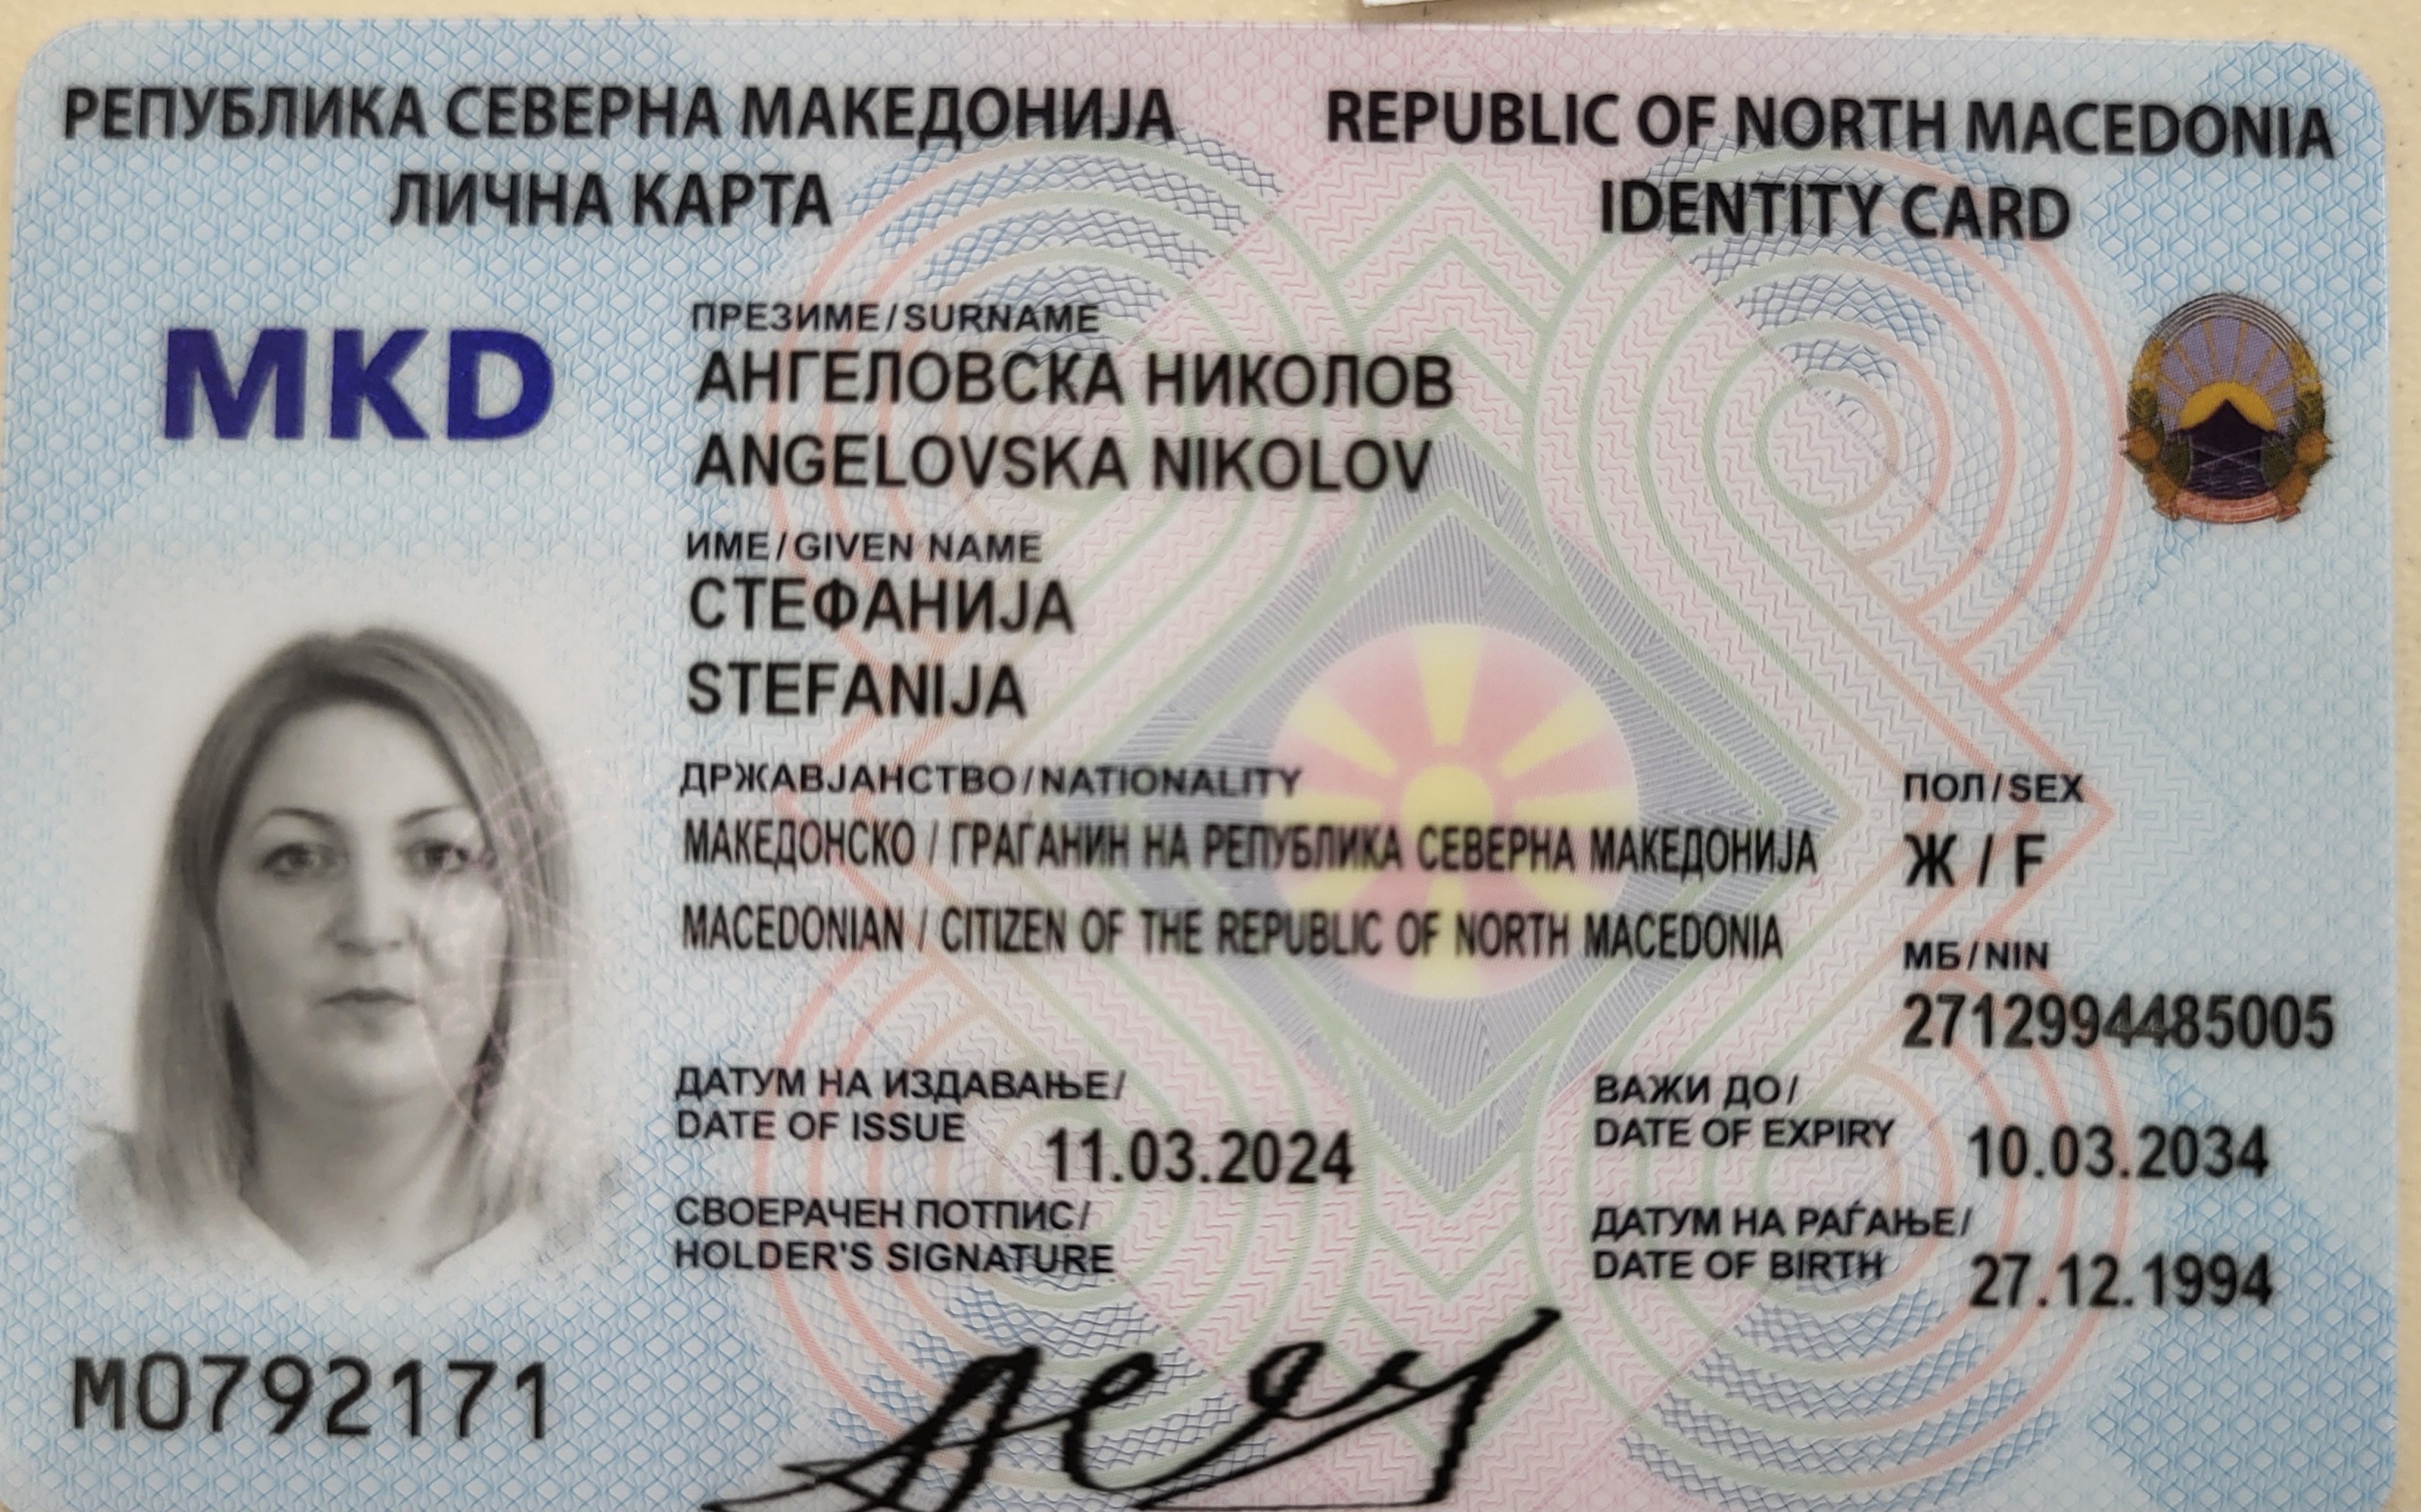 РЕПУБЛИКА СЕВЕРНА МАКЕДОНИЈА
ЛИЧНА КАРТА
REPUBLIC OF NORTH MACEDONIA
IDENTITY CARD
MKD
ПРЕЗИМЕ/SURNAME
АНГЕЛОВСКА НИКОЛОВ
ANGELOVSKA NIKOLOV
ИМЕ/GIVEN NAME
СТЕФАНИЈА
STEFANIJA
ДРЖАВЈАНСТВО/NATIONALITY
МАКЕДОНСКО / ГРАЃАНИН НА РЕПУБЛИКА СЕВЕРНА МАКЕДОНИЈА
MACEDONIAN / CITIZEN OF THE REPUBLIC OF NORTH MACEDONIA
ПОЛ/SEX
Ж / F
МБ/NIN
2712994485005
ДАТУМ НА ИЗДАВАЊЕ/
DATE OF ISSUE 11.03.2024
ВАЖИ ДО/
DATE OF EXPIRY 10.03.2034
СВОЕРАЧЕН ПОТПИС/
HOLDER'S SIGNATURE
ДАТУМ НА РАЃАЊЕ/
DATE OF BIRTH 27.12.1994
M0792171